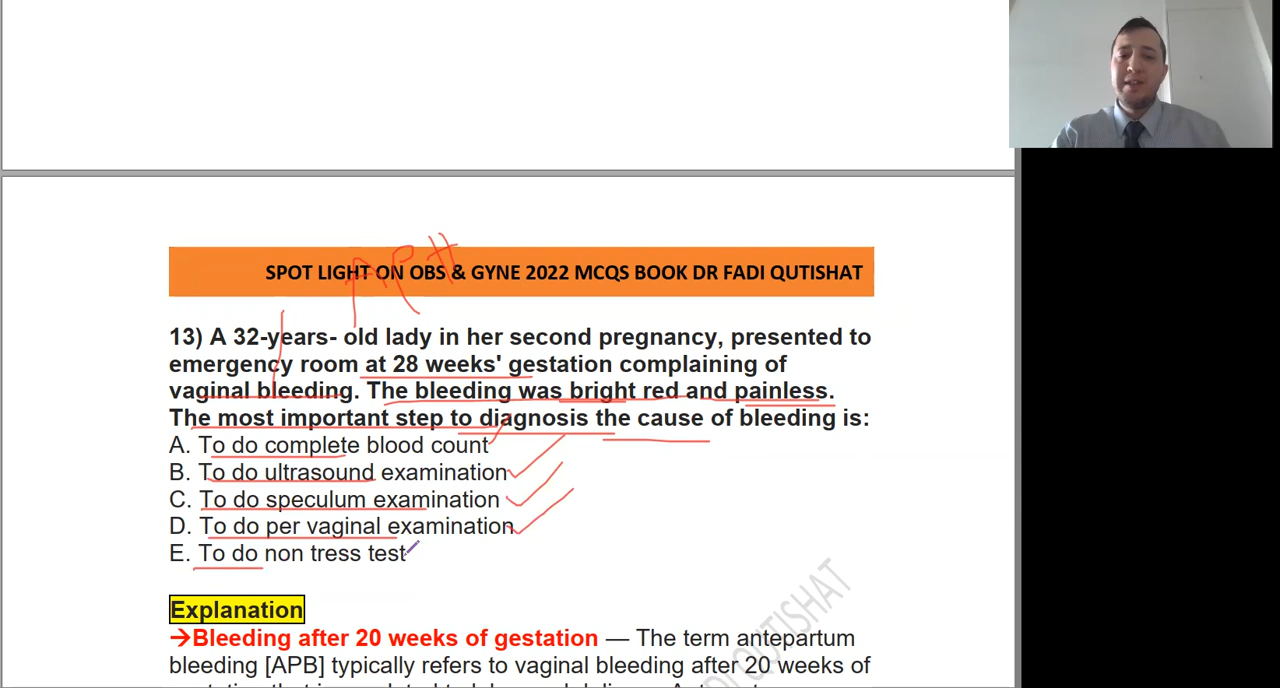 SPOT LIGHT ON OBS & GYNE 2022 MCQS BOOK DR FADI QUTISHAT
APH
13) A 32-years- old lady in her second pregnancy, presented to
emergency room at 28 weeks' gestation complaining of
vaginal bleeding. The bleeding was bright red and painless.
The most important step to diagnosis the cause of bleeding is:
A. To do complete blood count
B. To do ultrasound examination
C. To do speculum examination
D. To do per vaginal examination
E. To do non tress test
Explanation
→Bleeding after 20 weeks of gestation — The term antepartum
bleeding [APB] typically refers to vaginal bleeding after 20 weeks of
QUTISHAT